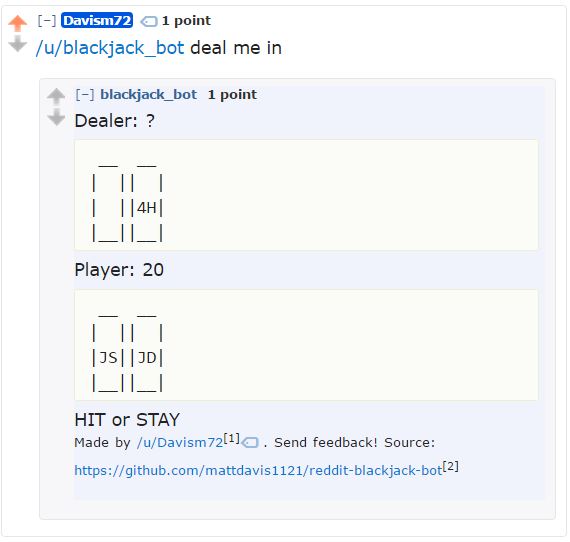 [–] Davism72 1 point
/u/blackjack_bot deal me in
[–] blackjack_bot 1 point
Dealer: ?
 __  __
|  ||  |
|  ||4H|
|__||__|
Player: 20
 __  __
|  ||  |
|JS||JD|
|__||__|
HIT or STAY
Made by /u/Davism72[1] . Send feedback! Source:
https://github.com/mattdavis1121/reddit-blackjack-bot[2]